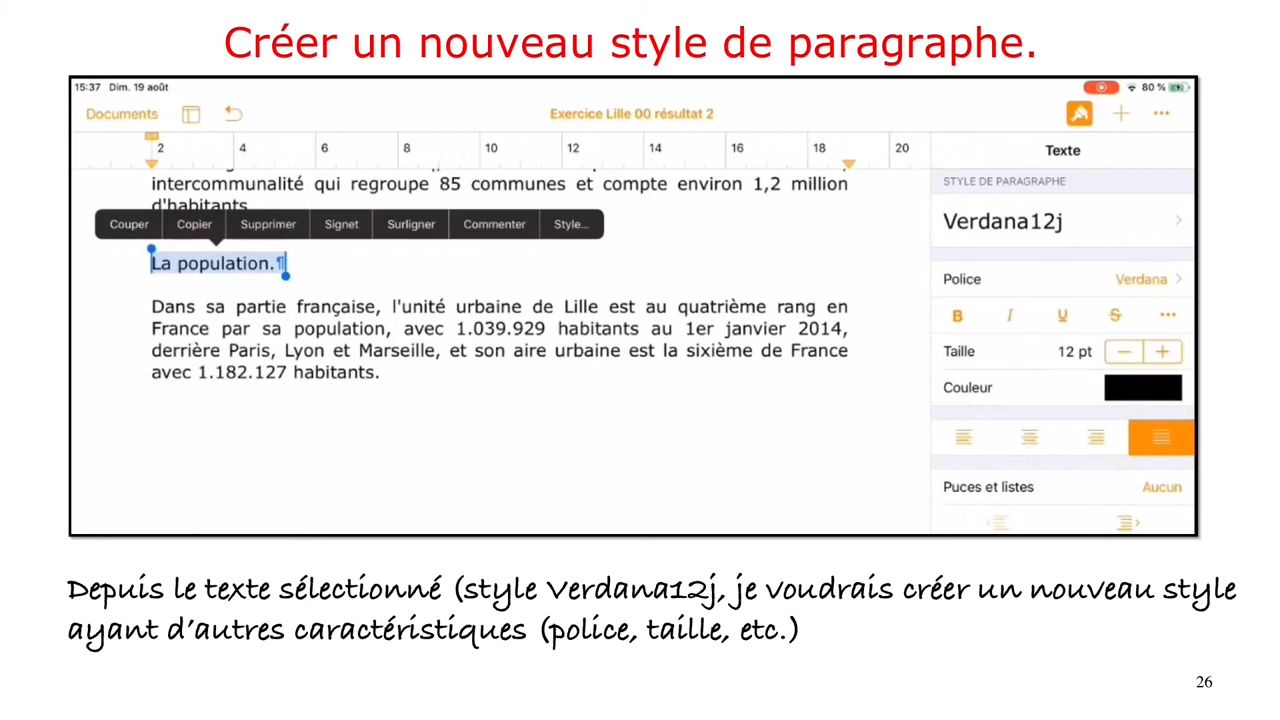 Créer un nouveau style de paragraphe.
15:37 Dim. 19 août 80 %
Documents Exercice Lille 00 résultat 2
2 4 6 8 10 12 14 16 18 20
Texte
intercommunalité qui regroupe 85 communes et compte environ 1,2 million
d'habitants
Couper Copier Supprimer Signet Surligner Commenter Style...
La population.¶
Dans sa partie française, l'unité urbaine de Lille est au quatrième rang en
France par sa population, avec 1.039.929 habitants au 1er janvier 2014,
derrière Paris, Lyon et Marseille, et son aire urbaine est la sixième de France
avec 1.182.127 habitants.
STYLE DE PARAGRAPHE
Verdana12j
Police Verdana
B I U S
Taille 12 pt
Couleur
Puces et listes Aucun
Depuis le texte sélectionné (style Verdana12j, je voudrais créer un nouveau style
ayant d'autres caractéristiques (police, taille, etc.)
26